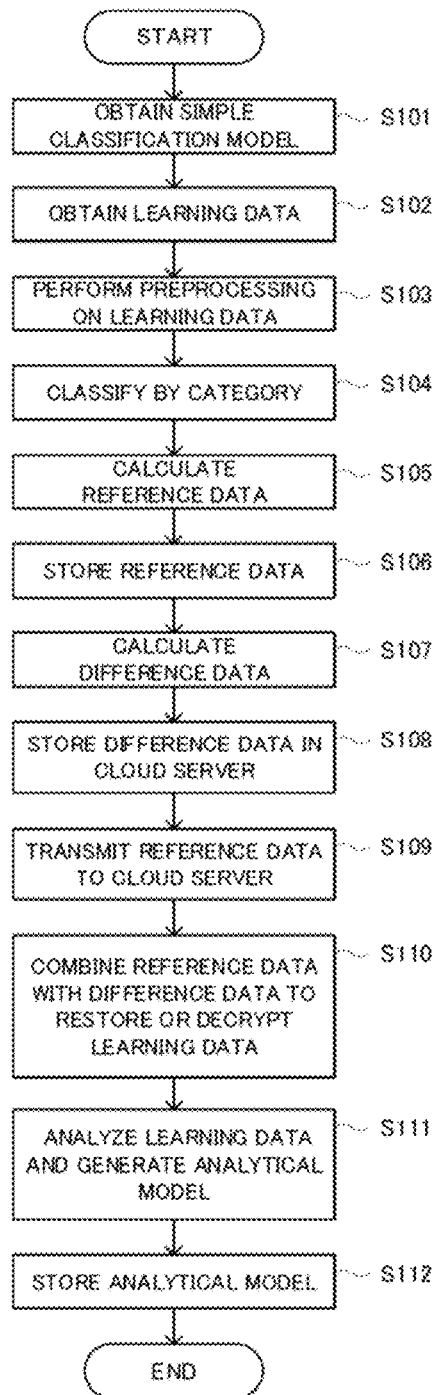 START
OBTAIN SIMPLE
CLASSIFICATION MODEL
S101
OBTAIN LEARNING DATA
S102
PERFORM PREPROCESSING
ON LEARNING DATA
S103
CLASSIFY BY CATEGORY
S104
CALCULATE
REFERENCE DATA
S105
STORE REFERENCE DATA
S106
CALCULATE
DIFFERENCE DATA
S107
STORE DIFFERENCE DATA IN
CLOUD SERVER
S108
TRANSMIT REFERENCE DATA
TO CLOUD SERVER
S109
COMBINE REFERENCE DATA
WITH DIFFERENCE DATA TO
RESTORE OR DECRYPT
LEARNING DATA
S110
ANALYZE LEARNING DATA
AND GENERATE ANALYTICAL
MODEL
S111
STORE ANALYTICAL MODEL
S112
END